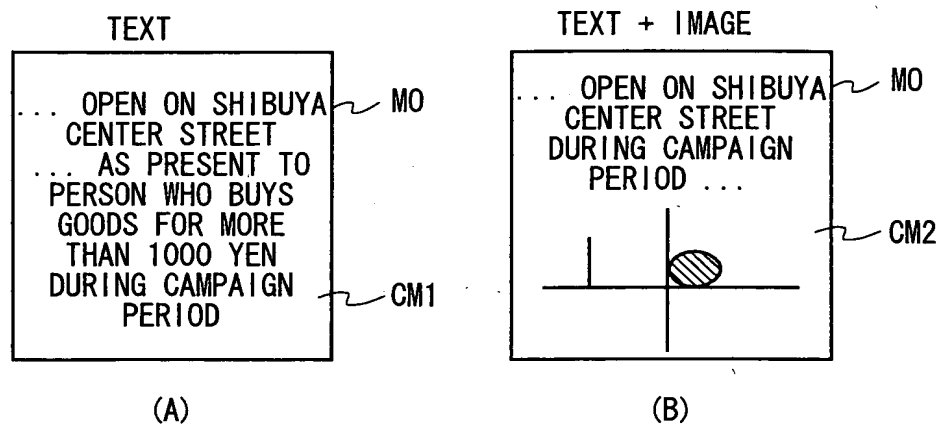 TEXT
... OPEN ON SHIBUYA
CENTER STREET
... AS PRESENT TO
PERSON WHO BUYS
GOODS FOR MORE
THAN 1000 YEN
DURING CAMPAIGN
PERIOD
MO
CM1
(A)
TEXT + IMAGE
... OPEN ON SHIBUYA
CENTER STREET
DURING CAMPAIGN
PERIOD ...
MO
CM2
(B)